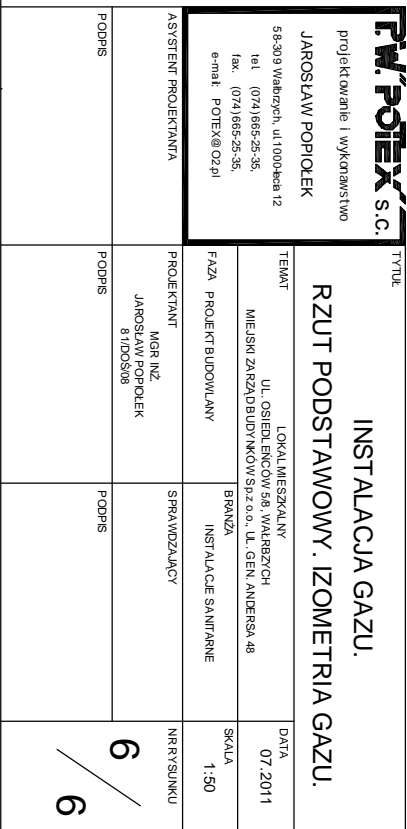 P.W. POTEX S.C.
projektowanie i wykonawstwo
JAROSŁAW POPIOŁEK
58-309 Wałbrzych, ul.1000-lecia 12
tel. (074)665-25-35,
fax. (074)665-25-35,
e-mail: POTEX@O2.pl
TYTUŁ
INSTALACJA GAZU.
RZUT PODSTAWOWY. IZOMETRIA GAZU.
TEMAT
LOKAL MIESZKALNY
UL. OSIEDLEŃCÓW 5/8, WAŁRBZYCH
MIEJSKI ZARZĄD BUDYNKÓW Sp.z o.o., UL. GEN. ANDERSA 48
DATA
07.2011
FAZA PROJEKT BUDOWLANY
BRANŻA
INSTALACJE SANITARNE
SKALA
1:50
ASYSTENT PROJEKTANTA
PROJEKTANT
MGR INŻ.
JAROSŁAW POPIOŁEK
81/DOŚ/08
SPRAWDZAJĄCY
NR RYSUNKU
6/6
PODPIS
PODPIS
PODPIS